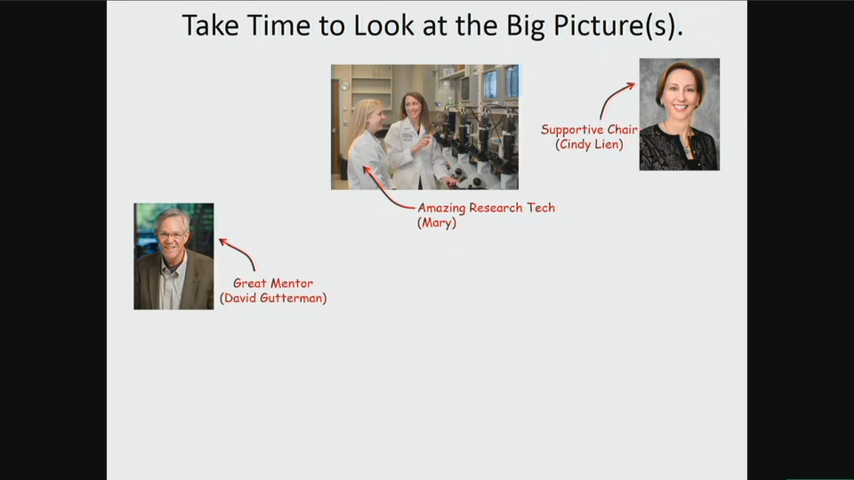 Take Time to Look at the Big Picture(s).
Supportive Chair
(Cindy Lien)
Amazing Research Tech
(Mary)
Great Mentor
(David Gutterman)